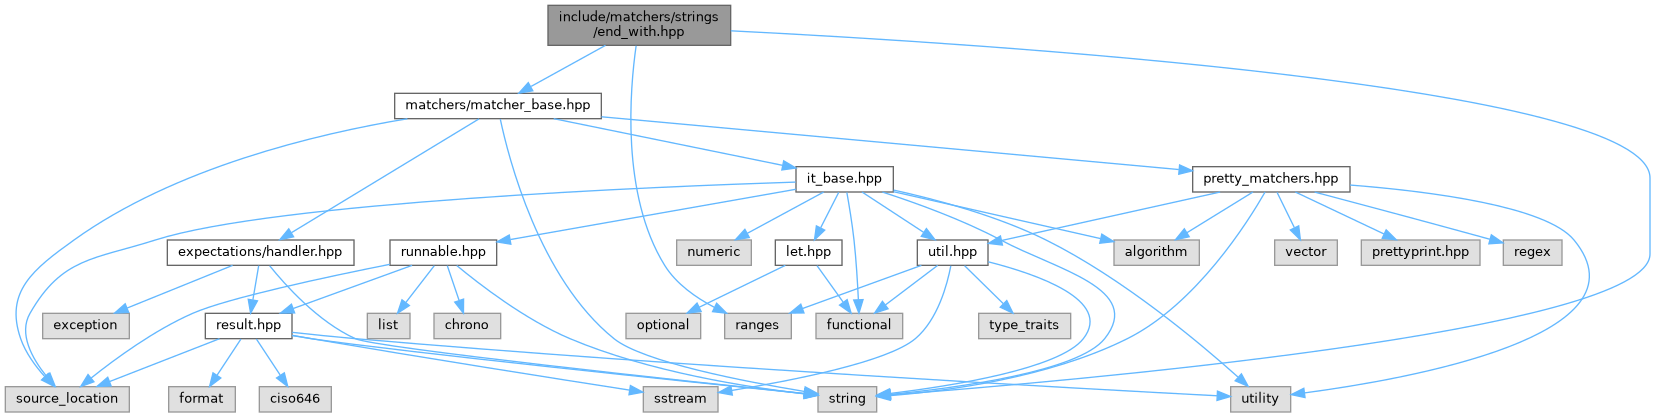 include/matchers/strings
/end_with.hpp
matchers/matcher_base.hpp
it_base.hpp
pretty_matchers.hpp
expectations/handler.hpp
runnable.hpp
numeric
let.hpp
util.hpp
algorithm
vector
prettyprint.hpp
regex
exception
result.hpp
list
chrono
optional
ranges
functional
type_traits
source_location
format
ciso646
sstream
string
utility